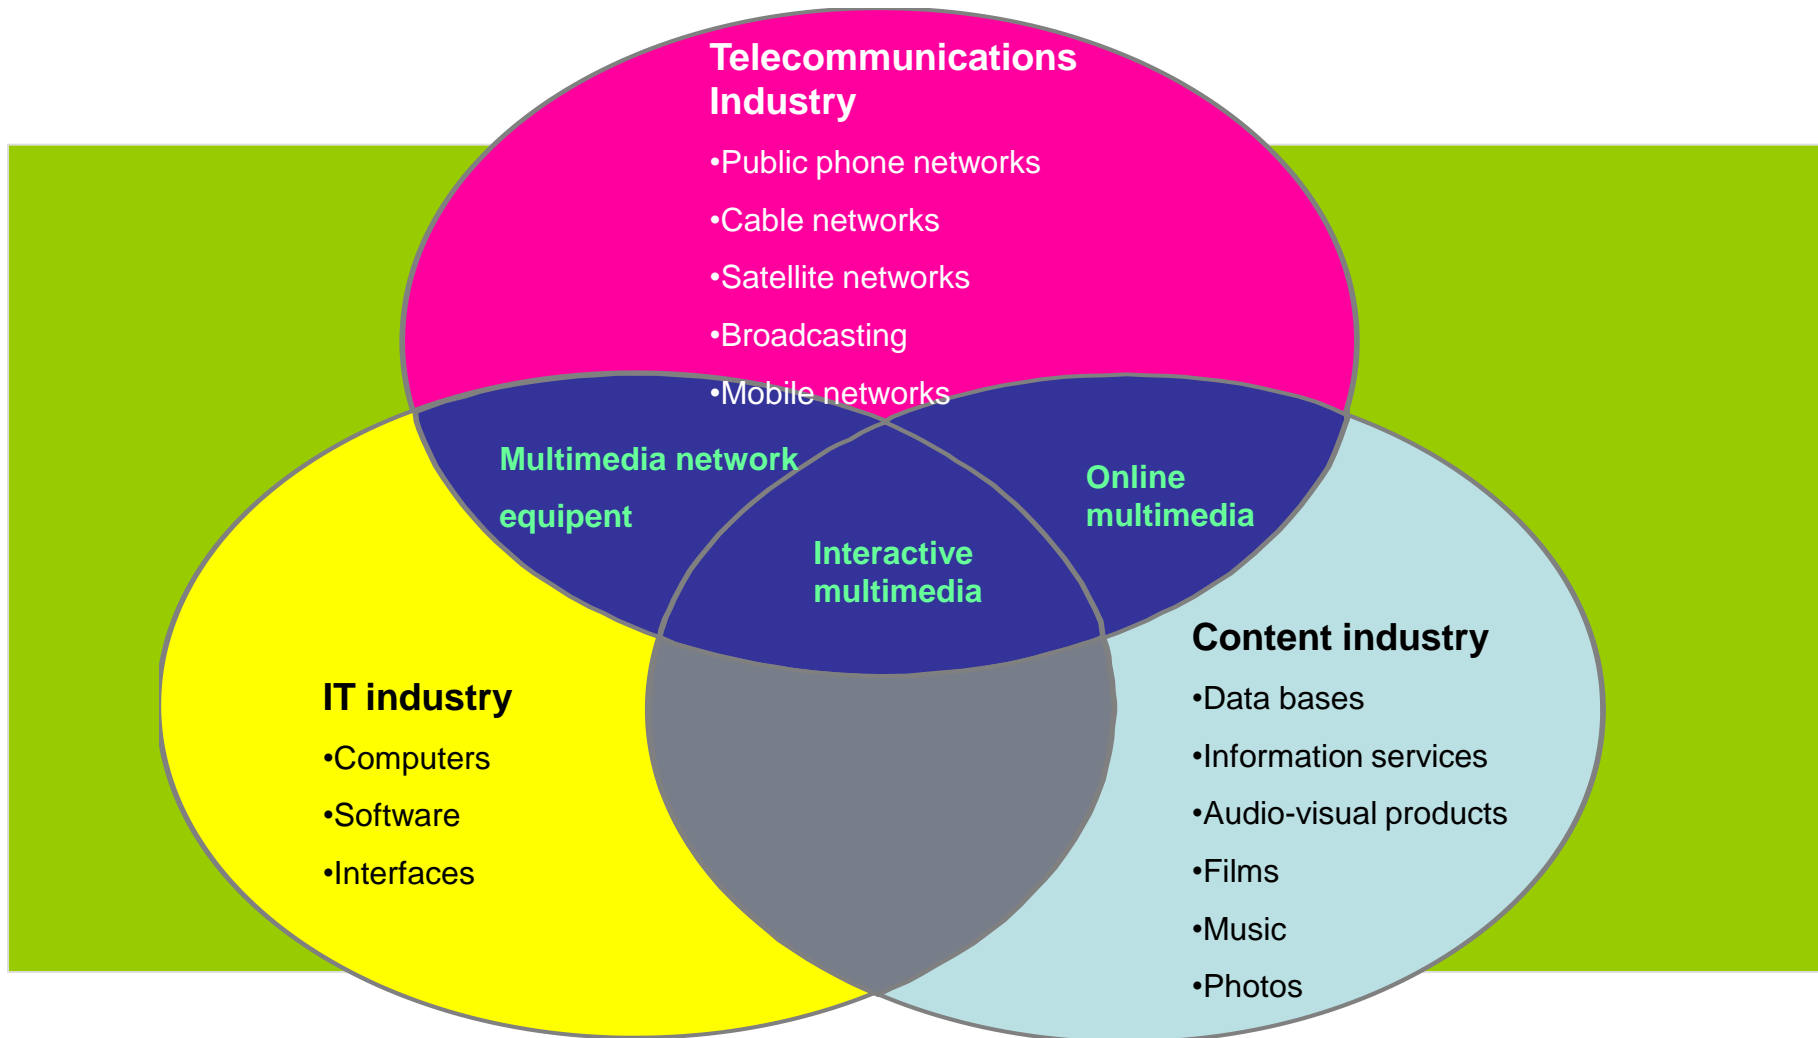 Telecommunications
Industry
•Public phone networks
•Cable networks
•Satellite networks
•Broadcasting
•Mobile networks
Multimedia network
equipent
Online
multimedia
Interactive
multimedia
IT industry
•Computers
•Software
•Interfaces
Content industry
•Data bases
•Information services
•Audio-visual products
•Films
•Music
•Photos